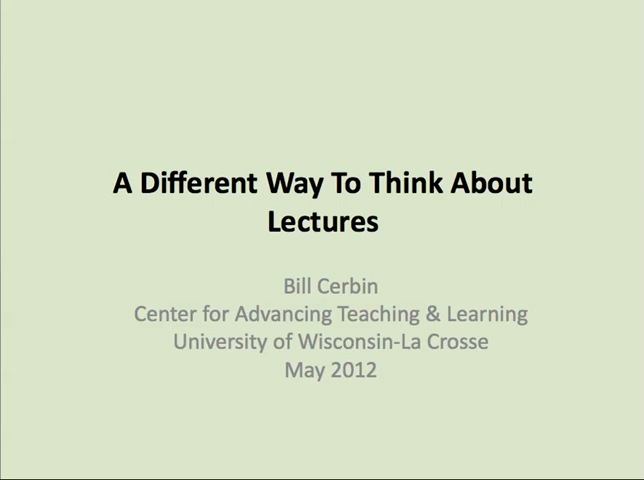 A Different Way To Think About
Lectures
Bill Cerbin
Center for Advancing Teaching & Learning
University of Wisconsin-La Crosse
May 2012